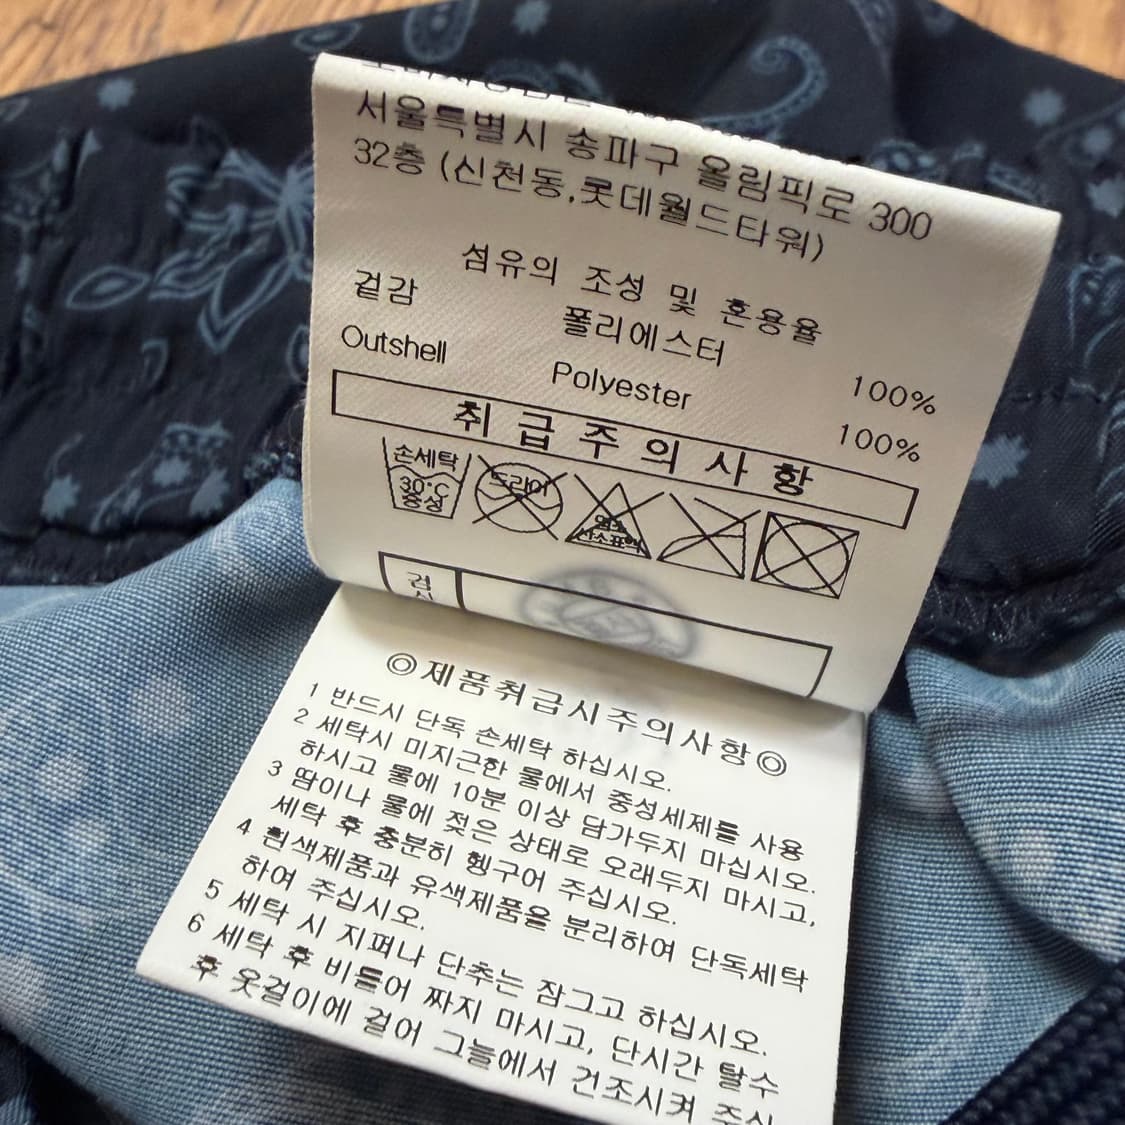 서울특별시 송파구 올림픽로 300
32층 (신천동,롯데월드타워)
섬유의 조성 및 혼용율
겉감 폴리에스터 100%
Outshell Polyester 100%
취급주의사항
손세탁
30°C
중성
드라이
염소
산소표백
검
◎제품취급시주의사항◎
1 반드시 단독 손세탁 하십시오.
2 세탁시 미지근한 물에서 중성세제를 사용
하시고 물에 10분 이상 담가두지 마십시오.
3 땀이나 물에 젖은 상태로 오래두지 마시고,
세탁 후 충분히 헹구어 주십시오.
4 흰색제품과 유색제품을 분리하여 단독세탁
하여 주십시오.
5 세탁 시 지퍼나 단추는 잠그고 하십시오.
6 세탁 후 비틀어 짜지 마시고, 단시간 탈수
후 옷걸이에 걸어 그늘에서 건조시켜